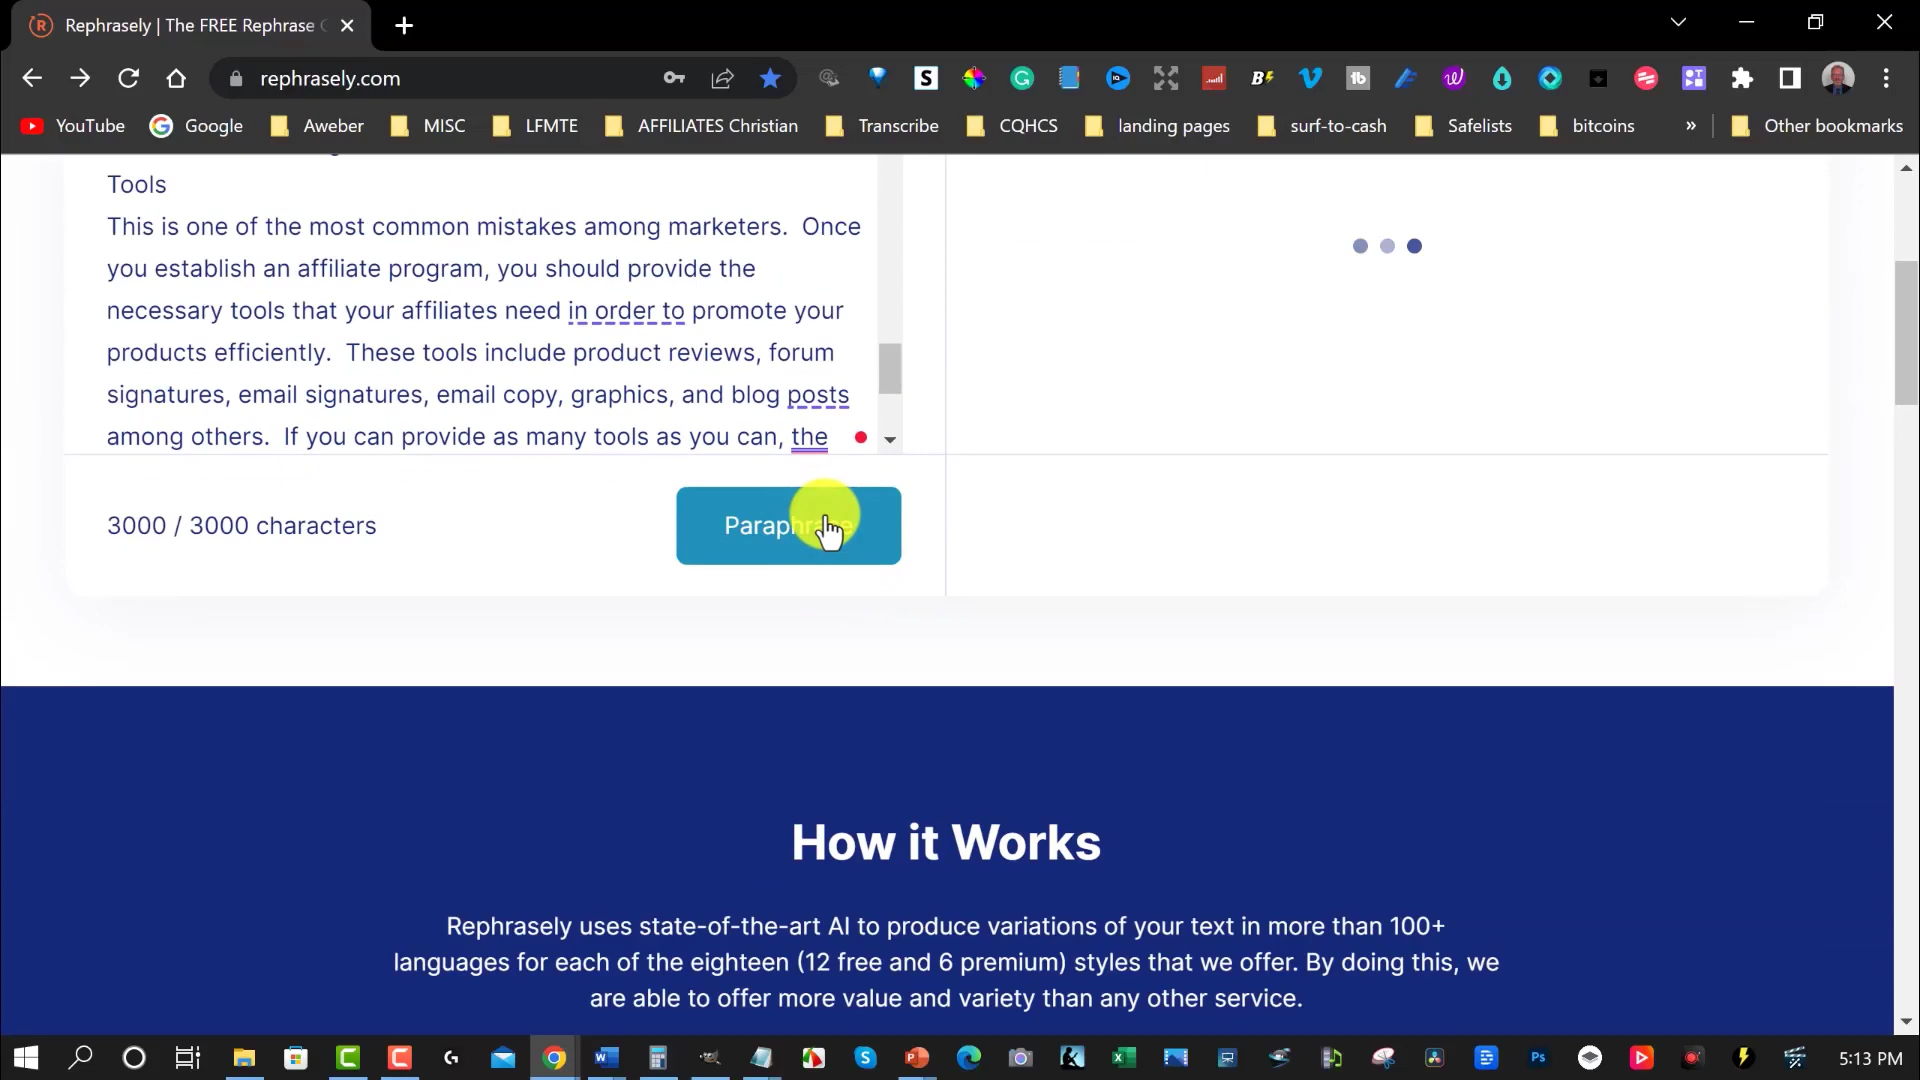 Rephrasely | The FREE Rephrase
rephrasely.com
YouTube
Google
Aweber
MISC
LFMTE
AFFILIATES Christian
Transcribe
CQHCS
landing pages
surf-to-cash
Safelists
bitcoins
»
Other bookmarks
Tools
This is one of the most common mistakes among marketers.  Once
you establish an affiliate program, you should provide the
necessary tools that your affiliates need in order to promote your
products efficiently.  These tools include product reviews, forum
signatures, email signatures, email copy, graphics, and blog posts
among others.  If you can provide as many tools as you can, the
3000 / 3000 characters
Paraphrase
How it Works
Rephrasely uses state-of-the-art AI to produce variations of your text in more than 100+
languages for each of the eighteen (12 free and 6 premium) styles that we offer. By doing this, we
are able to offer more value and variety than any other service.
5:13 PM